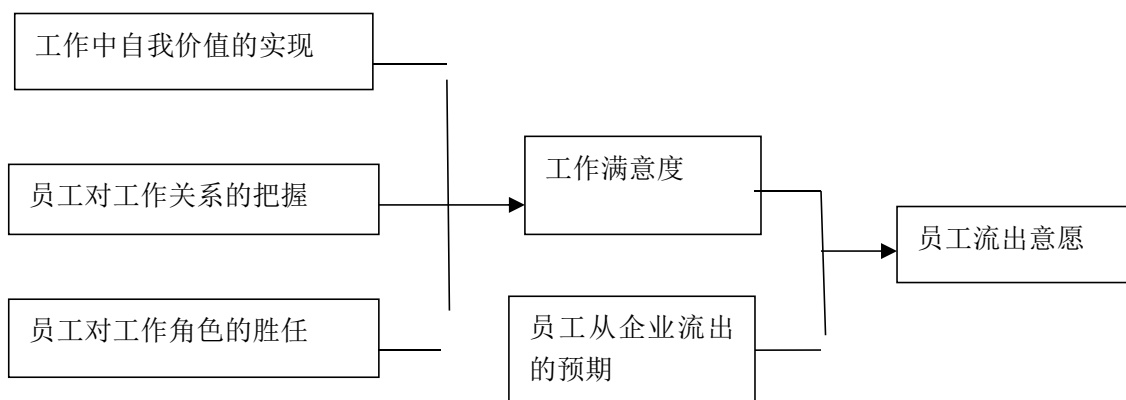 工作中自我价值的实现
员工对工作关系的把握
员工对工作角色的胜任
工作满意度
员工从企业流出
的预期
员工流出意愿